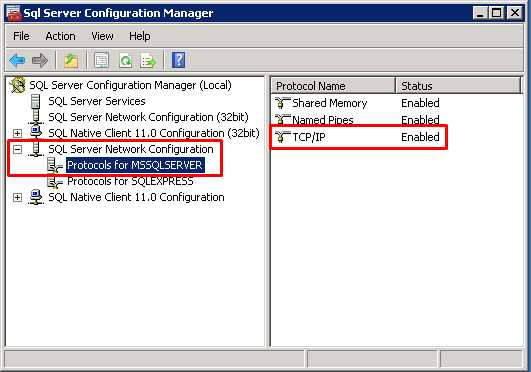 Sql Server Configuration Manager
File Action View Help
SQL Server Configuration Manager (Local)
SQL Server Services
SQL Server Network Configuration (32bit)
SQL Native Client 11.0 Configuration (32bit)
SQL Server Network Configuration
Protocols for MSSQLSERVER
Protocols for SQLEXPRESS
SQL Native Client 11.0 Configuration
Protocol Name Status
Shared Memory Enabled
Named Pipes Enabled
TCP/IP Enabled